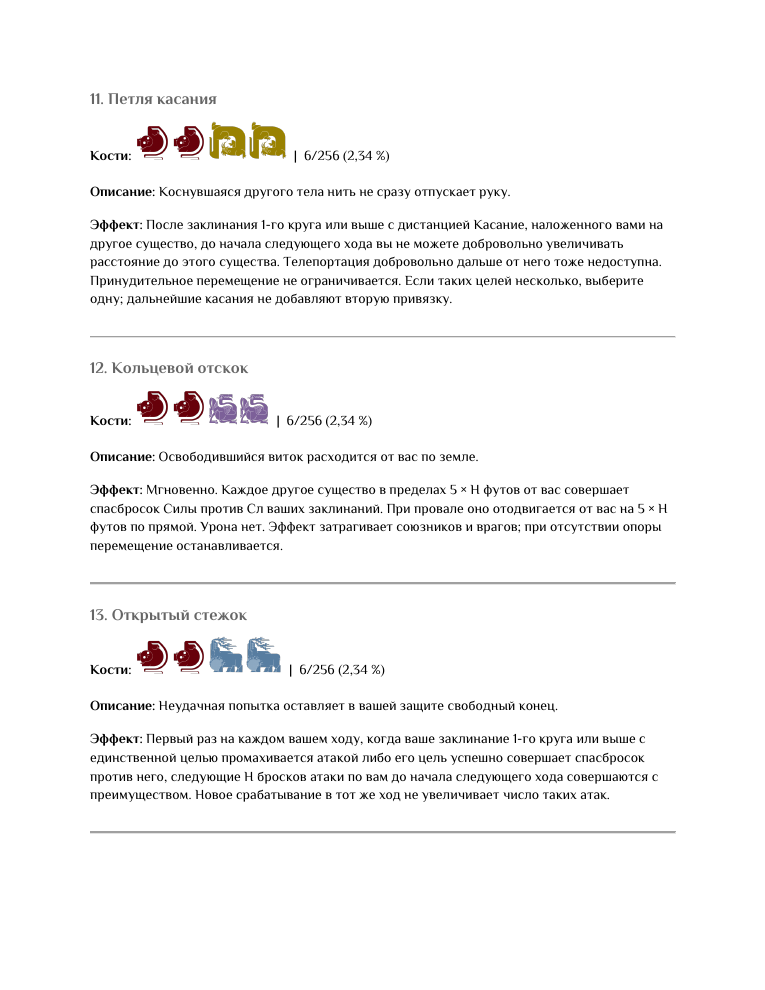 11. Петля касания
Кости: | 6/256 (2,34 %)
Описание: Коснувшаяся другого тела нить не сразу отпускает руку.
Эффект: После заклинания 1-го круга или выше с дистанцией Касание, наложенного вами на
другое существо, до начала следующего хода вы не можете добровольно увеличивать
расстояние до этого существа. Телепортация добровольно дальше от него тоже недоступна.
Принудительное перемещение не ограничивается. Если таких целей несколько, выберите
одну; дальнейшие касания не добавляют вторую привязку.
12. Кольцевой отскок
Кости: | 6/256 (2,34 %)
Описание: Освободившийся виток расходится от вас по земле.
Эффект: Мгновенно. Каждое другое существо в пределах 5 × Н футов от вас совершает
спасбросок Силы против Сл ваших заклинаний. При провале оно отодвигается от вас на 5 × Н
футов по прямой. Урона нет. Эффект затрагивает союзников и врагов; при отсутствии опоры
перемещение останавливается.
13. Открытый стежок
Кости: | 6/256 (2,34 %)
Описание: Неудачная попытка оставляет в вашей защите свободный конец.
Эффект: Первый раз на каждом вашем ходу, когда ваше заклинание 1-го круга или выше с
единственной целью промахивается атакой либо его цель успешно совершает спасбросок
против него, следующие Н бросков атаки по вам до начала следующего хода совершаются с
преимуществом. Новое срабатывание в тот же ход не увеличивает число таких атак.